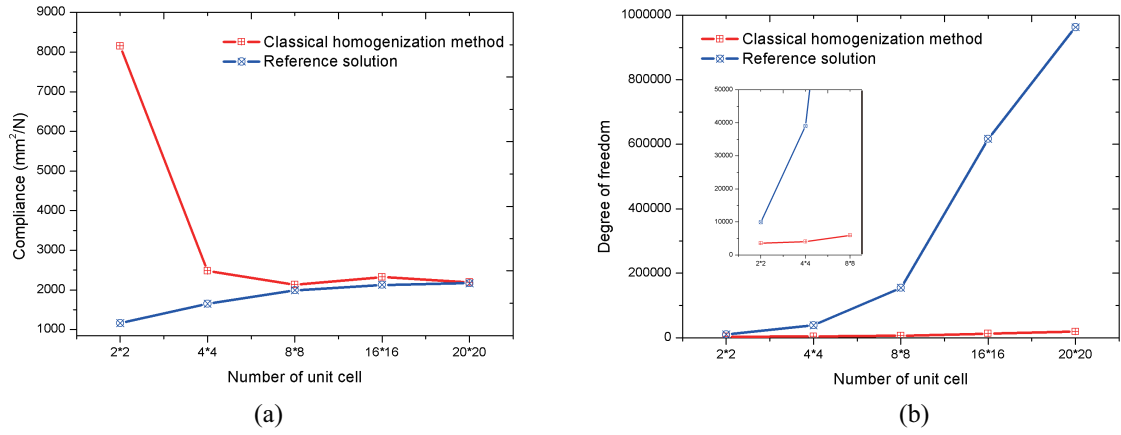 9000
8000
7000
6000
5000
4000
3000
2000
1000
Compliance (mm²/N)
Classical homogenization method
Reference solution
2*2 4*4 8*8 16*16 20*20
Number of unit cell
(a)
1000000
800000
600000
400000
200000
0
Degree of freedom
Classical homogenization method
Reference solution
50000
40000
30000
20000
10000
0
2*2 4*4 8*8
2*2 4*4 8*8 16*16 20*20
Number of unit cell
(b)